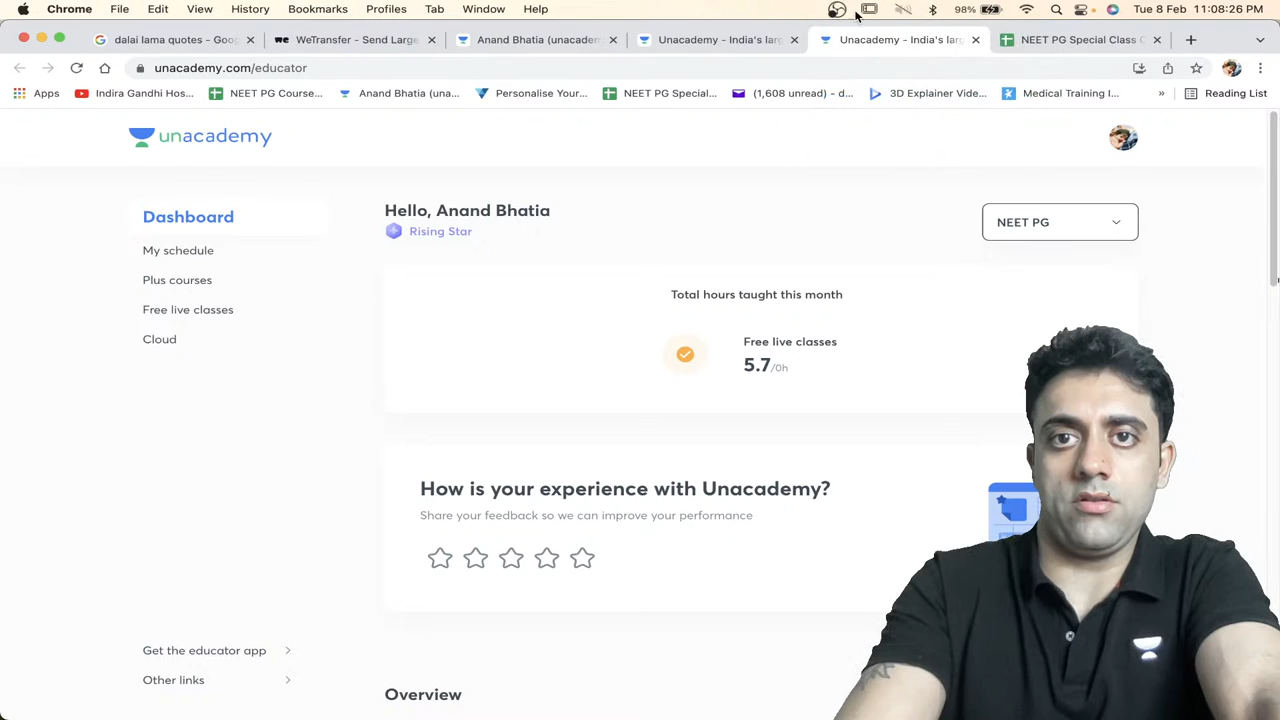 Chrome File Edit View History Bookmarks Profiles Tab Window Help 98% Tue 8 Feb 11:08:26 PM
dalai lama quotes - Goo WeTransfer - Send Large Anand Bhatia (unacadem Unacademy - India's larg Unacademy - India's larg NEET PG Special Class C
unacademy.com/educator
Apps Indira Gandhi Hos... NEET PG Course... Anand Bhatia (una... Personalise Your... NEET PG Special... (1,608 unread) - d... 3D Explainer Vide... Medical Training I... » Reading List
unacademy
Dashboard
My schedule
Plus courses
Free live classes
Cloud
Get the educator app
Other links
Hello, Anand Bhatia
Rising Star
NEET PG
Total hours taught this month
Free live classes
5.7/0h
How is your experience with Unacademy?
Share your feedback so we can improve your performance
Overview